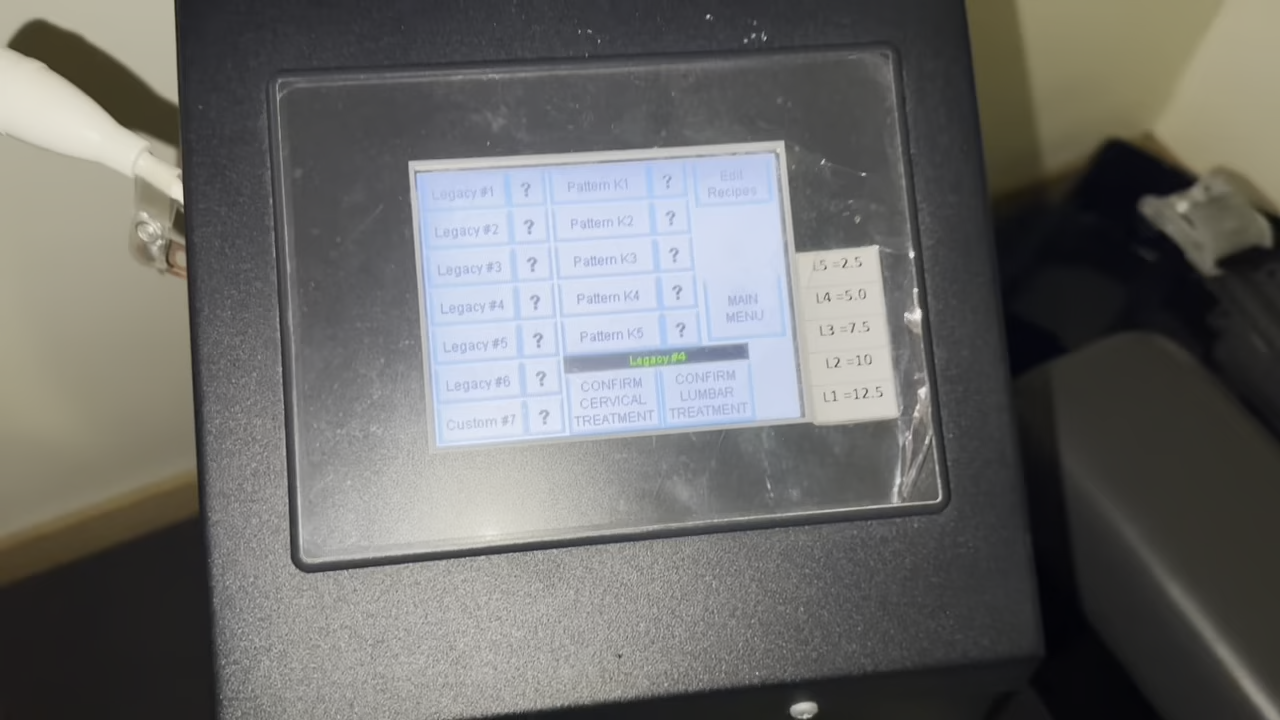 Legacy #1 ? Pattern K1 ? Edit
Recipes
Legacy #2 ? Pattern K2 ?
Legacy #3 ? Pattern K3 ?
Legacy #4 ? Pattern K4 ?
MAIN
MENU
Legacy #5 ? Pattern K5 ?
Legacy #4
Legacy #6 ?
Custom #7 ?
CONFIRM
CERVICAL
TREATMENT
CONFIRM
LUMBAR
TREATMENT
L5 =2.5
L4 =5.0
L3 =7.5
L2 =10
L1 =12.5